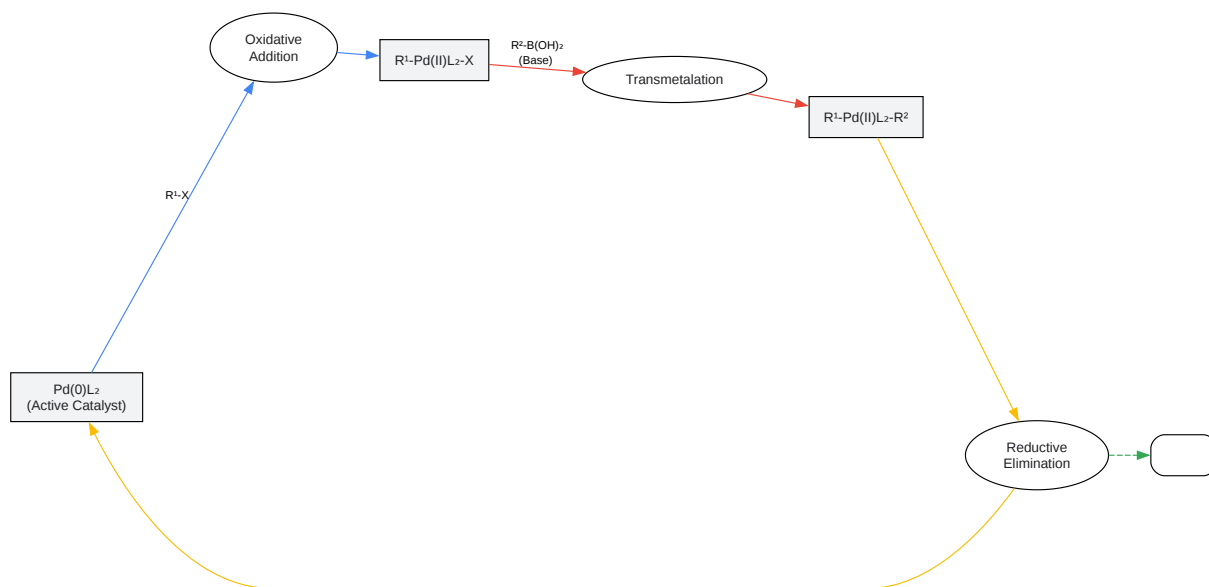 Oxidative
Addition
R¹-Pd(II)L₂-X
R²-B(OH)₂
(Base)
Transmetalation
R¹-Pd(II)L₂-R²
R¹-X
Pd(0)L₂
(Active Catalyst)
Reductive
Elimination